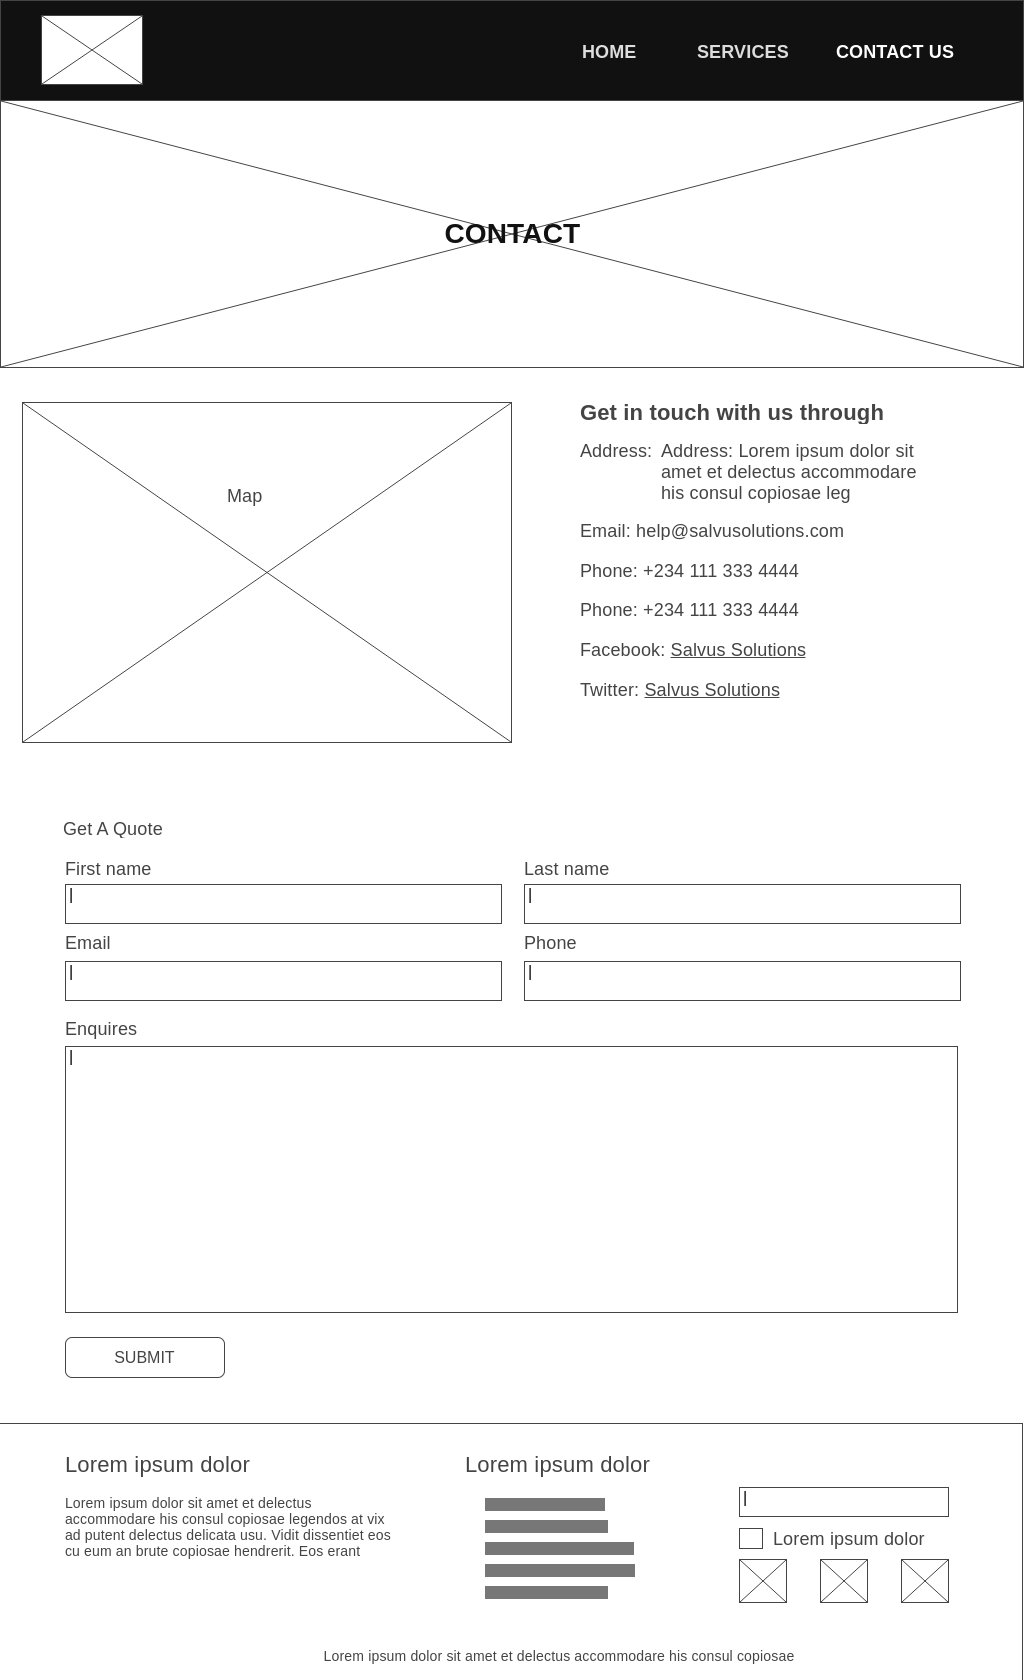 HOME SERVICES CONTACT US
CONTACT
Map
Get in touch with us through
Address: Address: Lorem ipsum dolor sit
amet et delectus accommodare
his consul copiosae leg
Email: help@salvusolutions.com
Phone: +234 111 333 4444
Phone: +234 111 333 4444
Facebook: Salvus Solutions
Twitter: Salvus Solutions
Get A Quote
First name
Last name
Email
Phone
Enquires
SUBMIT
Lorem ipsum dolor
Lorem ipsum dolor sit amet et delectus
accommodare his consul copiosae legendos at vix
ad putent delectus delicata usu. Vidit dissentiet eos
cu eum an brute copiosae hendrerit. Eos erant
Lorem ipsum dolor
Lorem ipsum dolor
Lorem ipsum dolor sit amet et delectus accommodare his consul copiosae